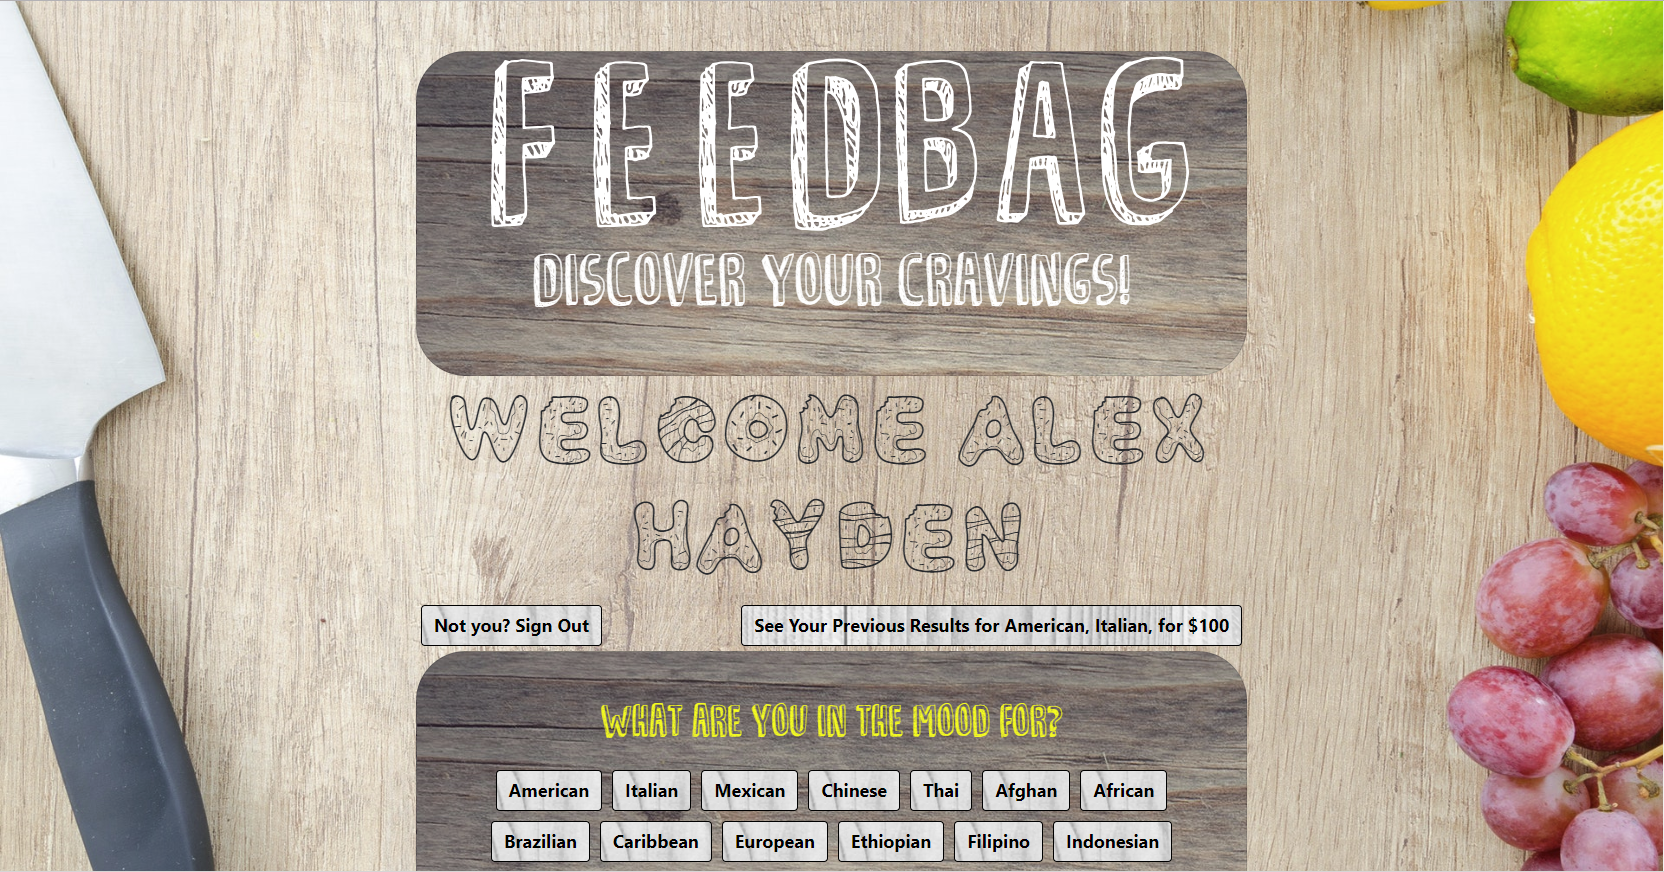 FEEDBAG
DISCOVER YOUR CRAVINGS!
WELCOME ALEX
HAYDEN
Not you? Sign Out
See Your Previous Results for American, Italian, for $100
WHAT ARE YOU IN THE MOOD FOR?
American Italian Mexican Chinese Thai Afghan African
Brazilian Caribbean European Ethiopian Filipino Indonesian